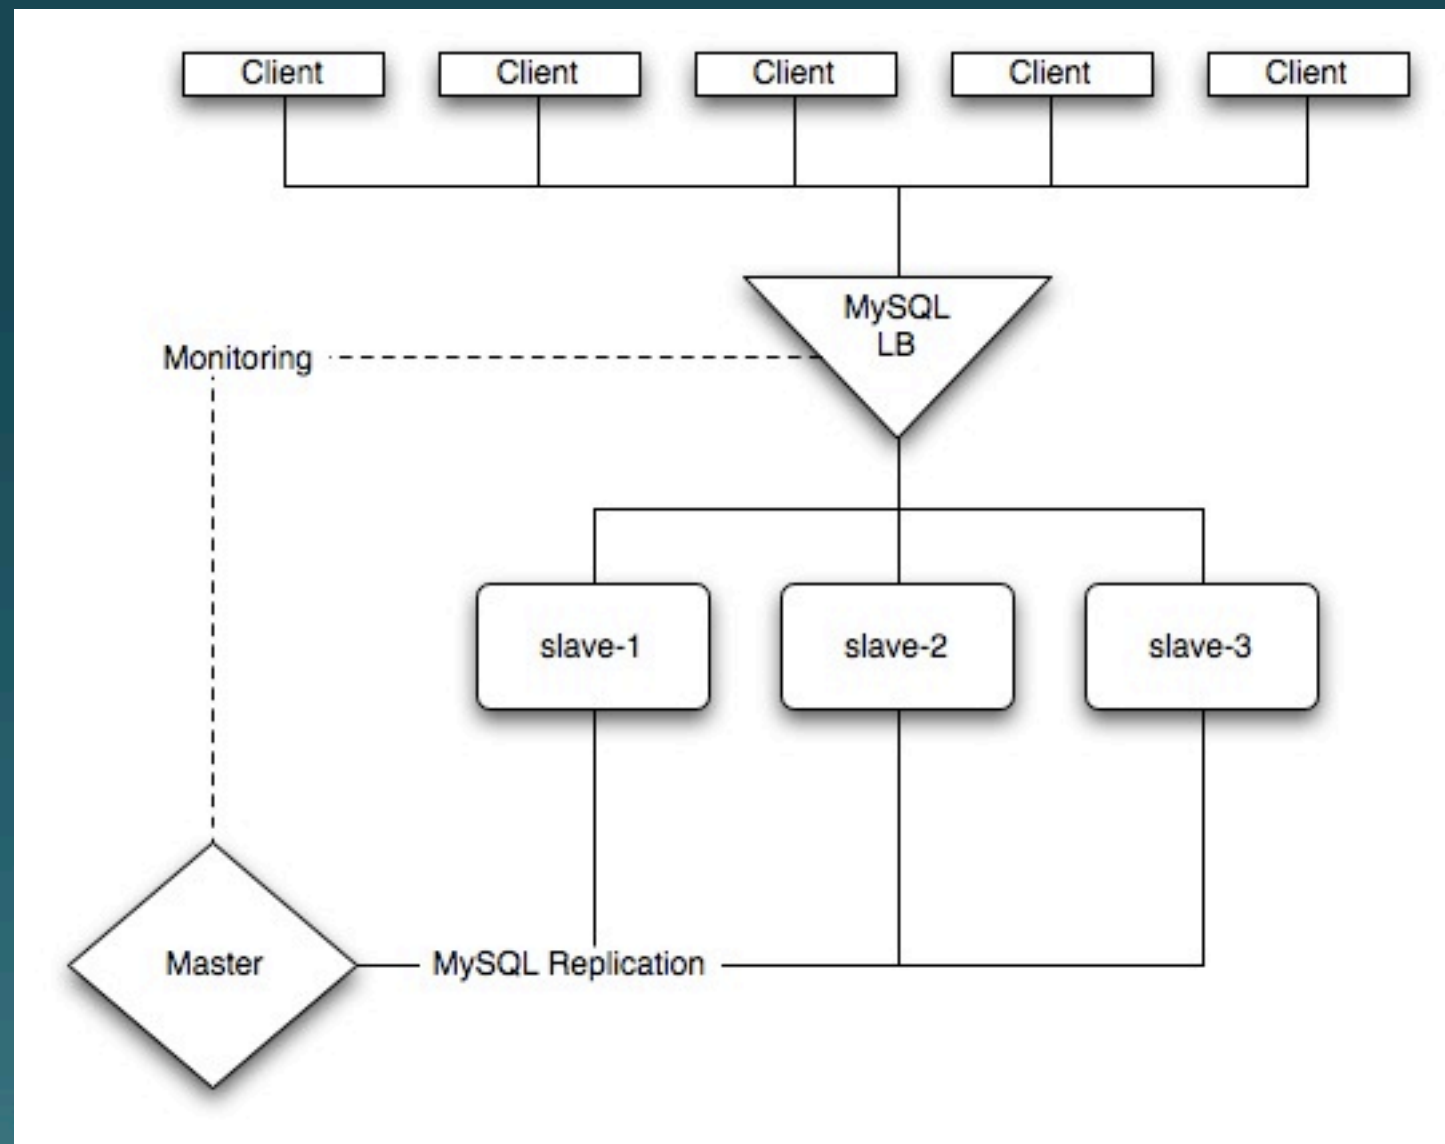 Client
Client
Client
Client
Client
MySQL
LB
Monitoring
slave-1
slave-2
slave-3
Master
MySQL Replication